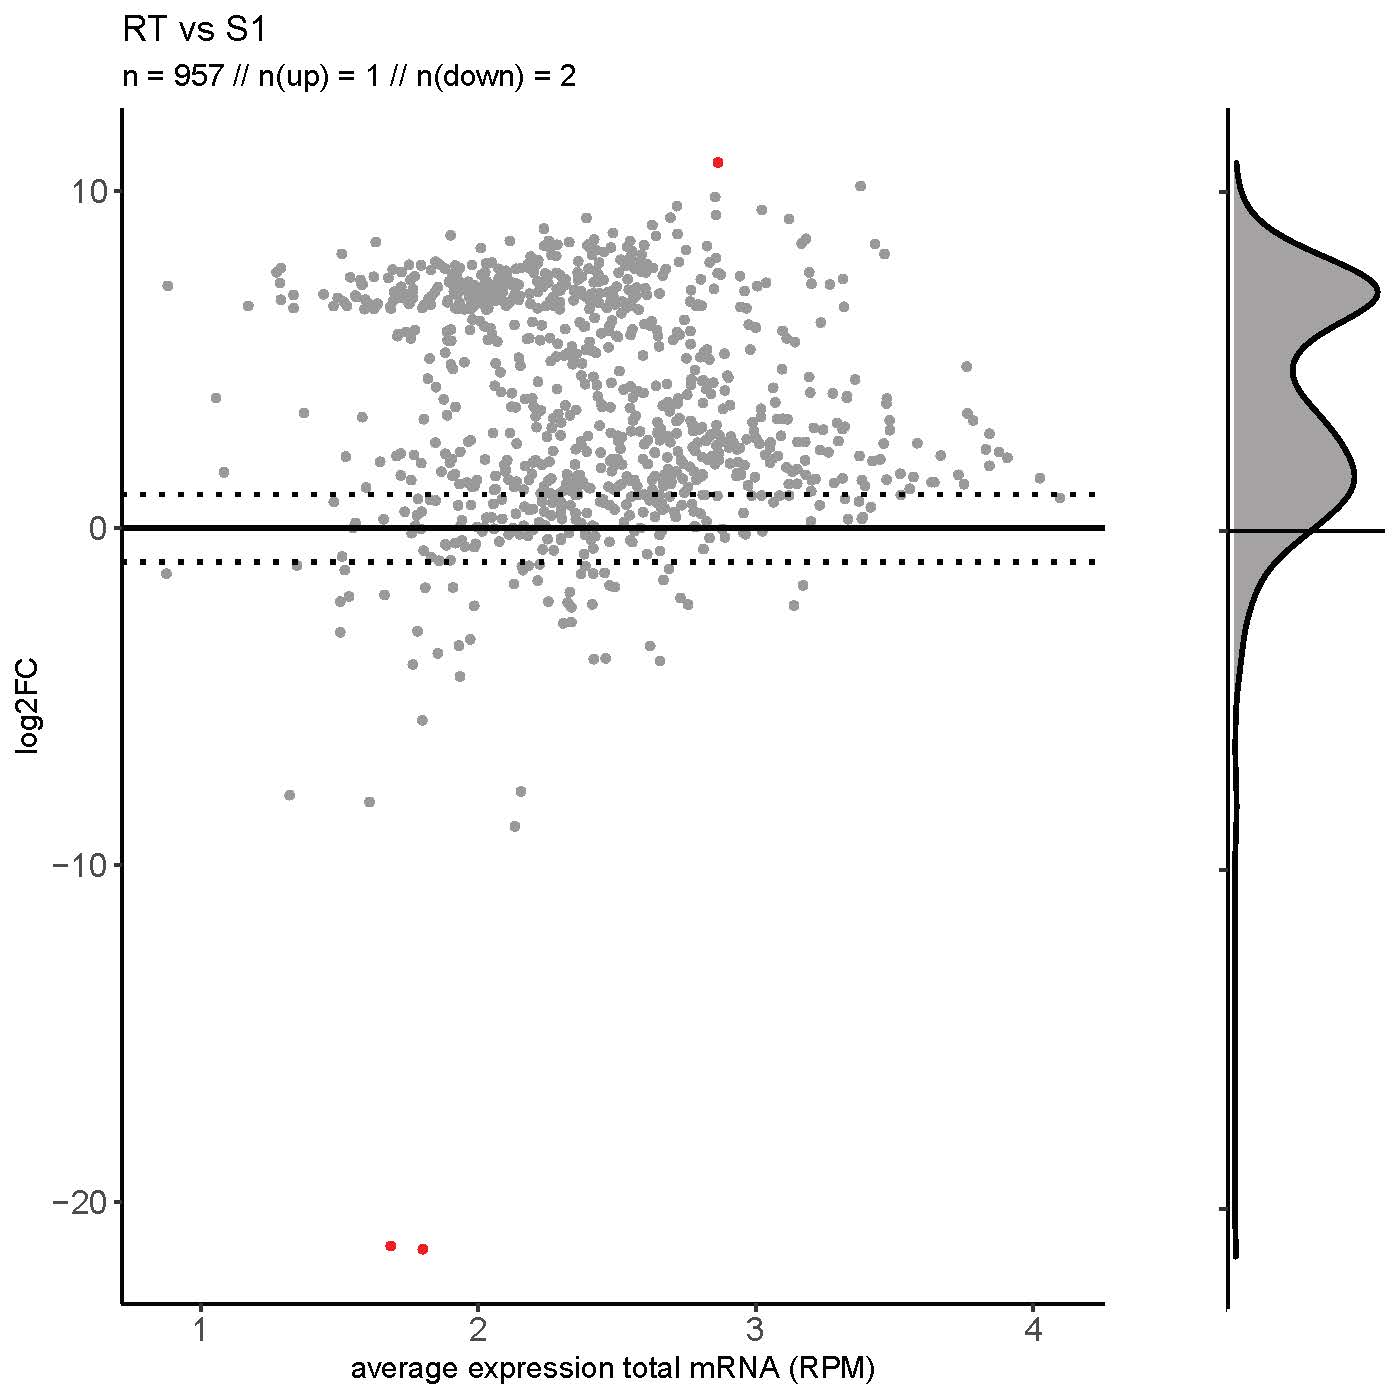 RT vs S1
n = 957 // n(up) = 1 // n(down) = 2
10
0
−10
−20
log2FC
1 2 3 4
average expression total mRNA (RPM)